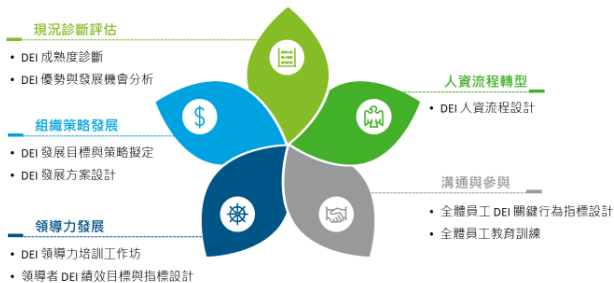 現況診斷評估
• DEI 成熟度診斷
• DEI 優勢與發展機會分析
組織策略發展
• DEI 發展目標與策略擬定
• DEI 發展方案設計
領導力發展
• DEI 領導力培訓工作坊
• 領導者 DEI 績效目標與指標設計
人資流程轉型
• DEI 人資流程設計
溝通與參與
• 全體員工 DEI 關鍵行為指標設計
• 全體員工教育訓練